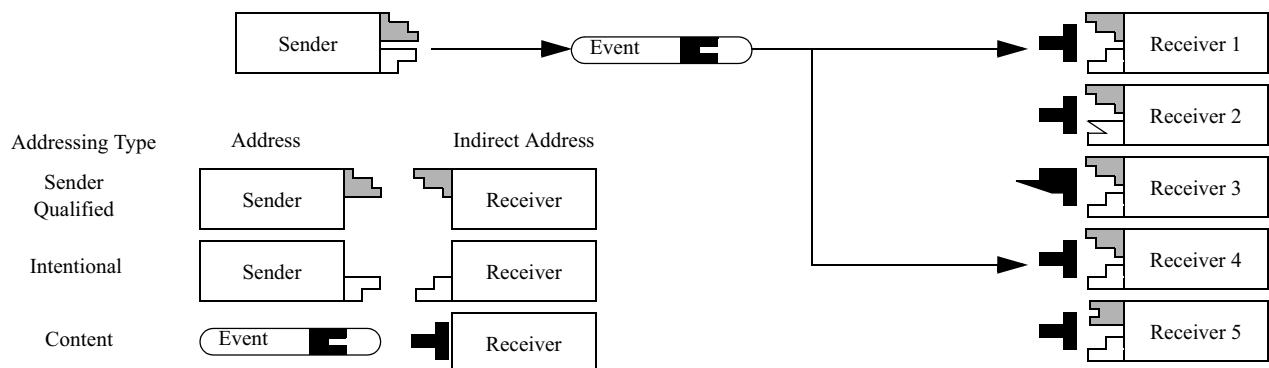 Sender
Event
Receiver 1
Receiver 2
Addressing Type
Address
Indirect Address
Sender
Qualified
Sender
Receiver
Receiver 3
Intentional
Sender
Receiver
Receiver 4
Content
Event
Receiver
Receiver 5